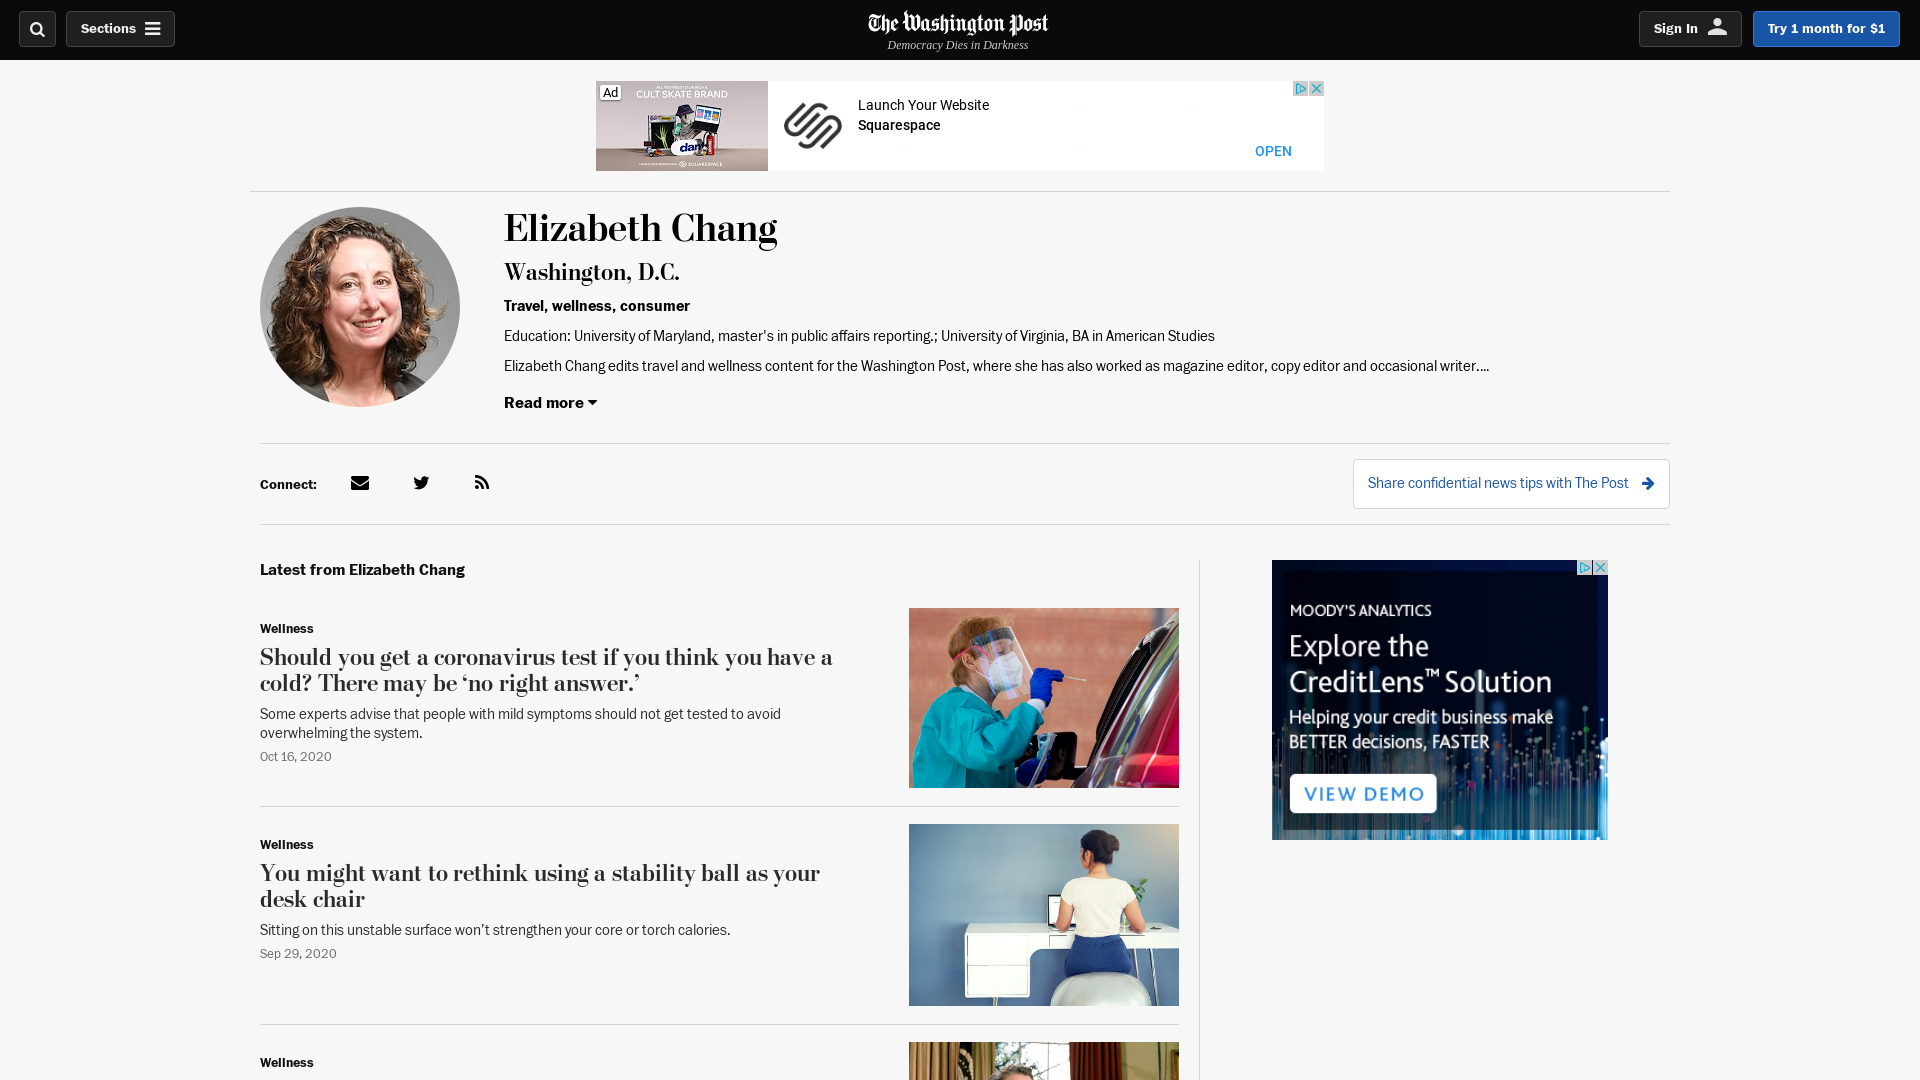 Sections
The Washington Post
Democracy Dies in Darkness
Sign In
Try 1 month for $1
Ad
CULT SKATE BRAND
SQUARESPACE
Launch Your Website
Squarespace
OPEN
Elizabeth Chang
Washington, D.C.
Travel, wellness, consumer
Education: University of Maryland, master's in public affairs reporting.; University of Virginia, BA in American Studies
Elizabeth Chang edits travel and wellness content for the Washington Post, where she has also worked as magazine editor, copy editor and occasional writer....
Read more
Connect:
Share confidential news tips with The Post
Latest from Elizabeth Chang
Wellness
Should you get a coronavirus test if you think you have a
cold? There may be ‘no right answer.’
Some experts advise that people with mild symptoms should not get tested to avoid
overwhelming the system.
Oct 16, 2020
MOODY'S ANALYTICS
Explore the
CreditLens™ Solution
Helping your credit business make
BETTER decisions, FASTER
VIEW DEMO
Wellness
You might want to rethink using a stability ball as your
desk chair
Sitting on this unstable surface won’t strengthen your core or torch calories.
Sep 29, 2020
Wellness